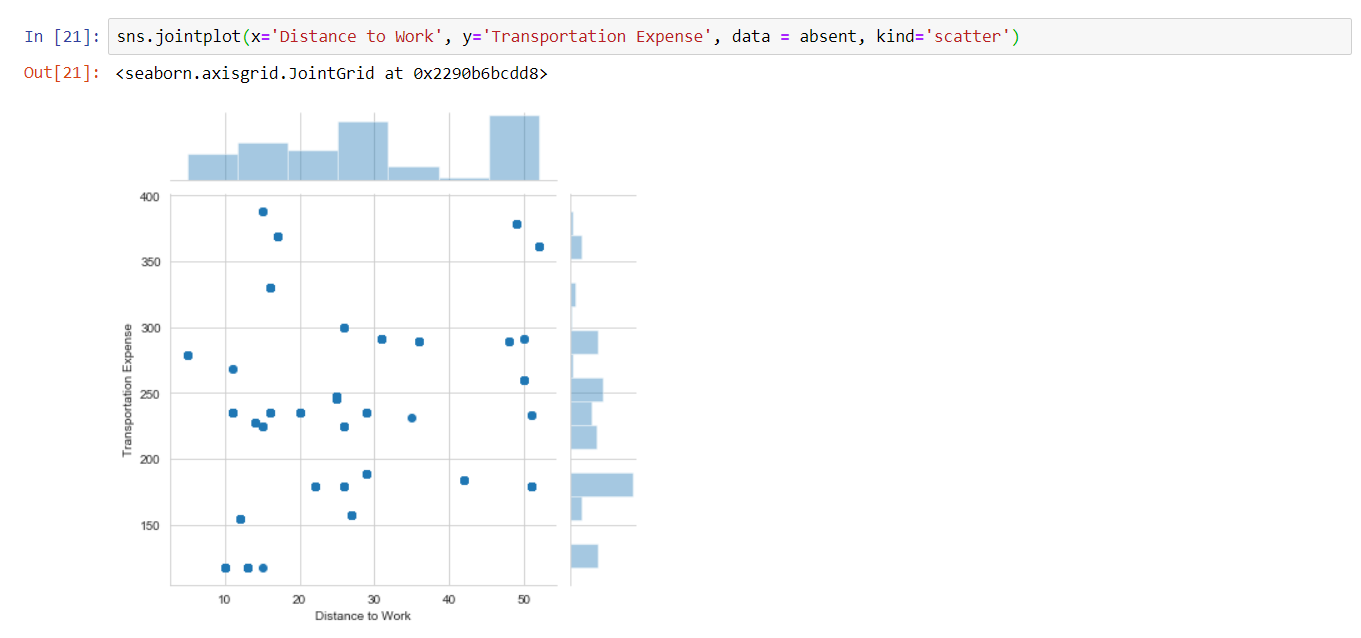 In [21]: sns.jointplot(x='Distance to Work', y='Transportation Expense', data = absent, kind='scatter')
Out[21]: <seaborn.axisgrid.JointGrid at 0x2290b6bcdd8>
400
350
300
250
200
150
Transportation Expense
10 20 30 40 50
Distance to Work